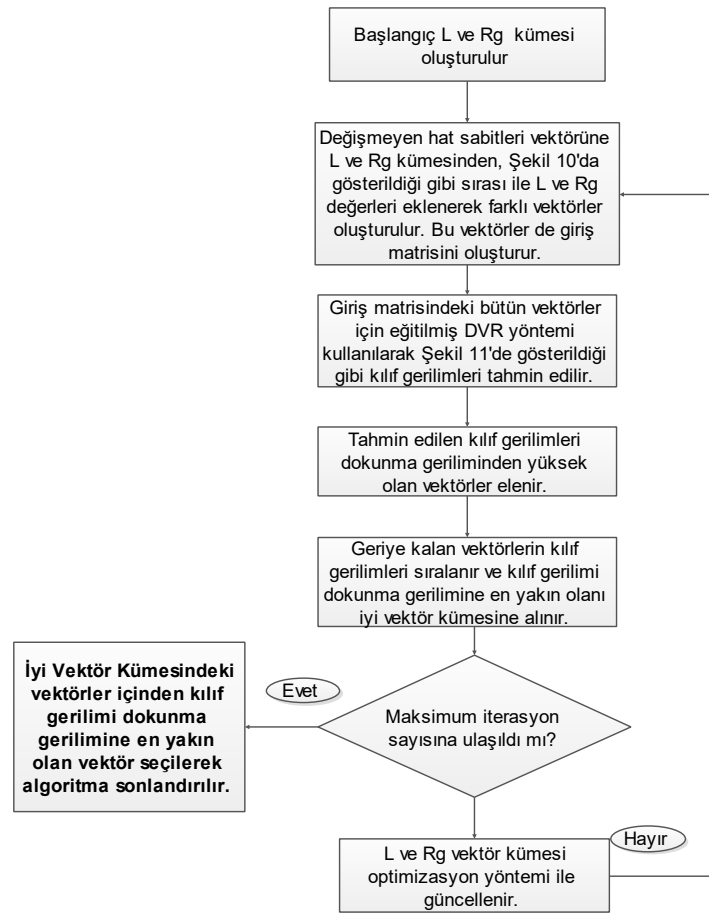 Başlangıç L ve Rg kümesi
oluşturulur
Değişmeyen hat sabitleri vektörüne
L ve Rg kümesinden, Şekil 10'da
gösterildiği gibi sırası ile L ve Rg
değerleri eklenerek farklı vektörler
oluşturulur. Bu vektörler de giriş
matrisini oluşturur.
Giriş matrisindeki bütün vektörler
için eğitilmiş DVR yöntemi
kullanılarak Şekil 11'de gösterildiği
gibi kılıf gerilimleri tahmin edilir.
Tahmin edilen kılıf gerilimleri
dokunma geriliminden yüksek
olan vektörler elenir.
Geriye kalan vektörlerin kılıf
gerilimleri sıralanır ve kılıf gerilimi
dokunma gerilimine en yakın olanı
iyi vektör kümesine alınır.
Maksimum iterasyon
sayısına ulaşıldı mı?
Evet
İyi Vektör Kümesindeki
vektörler içinden kılıf
gerilimi dokunma
gerilimine en yakın
olan vektör seçilerek
algoritma sonlandırılır.
Hayır
L ve Rg vektör kümesi
optimizasyon yöntemi ile
güncellenir.